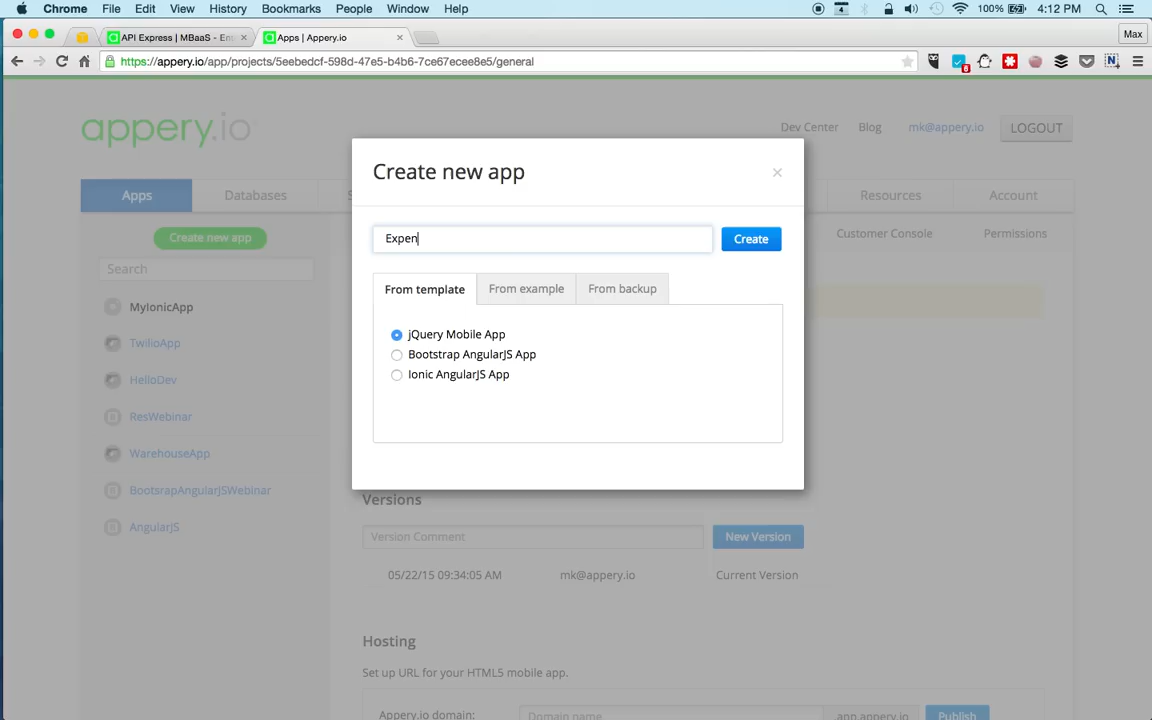 Chrome File Edit View History Bookmarks People Window Help 4 100% 4:12 PM
API Express | MBaaS - Ent × Apps | Appery.io × Max
https://appery.io/app/projects/5eebedcf-598d-47e5-b4b6-7ce67ecee8e5/general 8 N
appery.io Dev Center Blog mk@appery.io LOGOUT
Apps Databases S Resources Account
Create new app
Search
MyIonicApp
TwilioApp
HelloDev
ResWebinar
WarehouseApp
BootsrapAngularJSWebinar
AngularJS
Customer Console Permissions
Create new app ×
Expen Create
From template From example From backup
jQuery Mobile App
Bootstrap AngularJS App
Ionic AngularJS App
Versions
Version Comment New Version
05/22/15 09:34:05 AM mk@appery.io Current Version
Hosting
Set up URL for your HTML5 mobile app.
Appery.io domain: Domain name .app.appery.io Publish